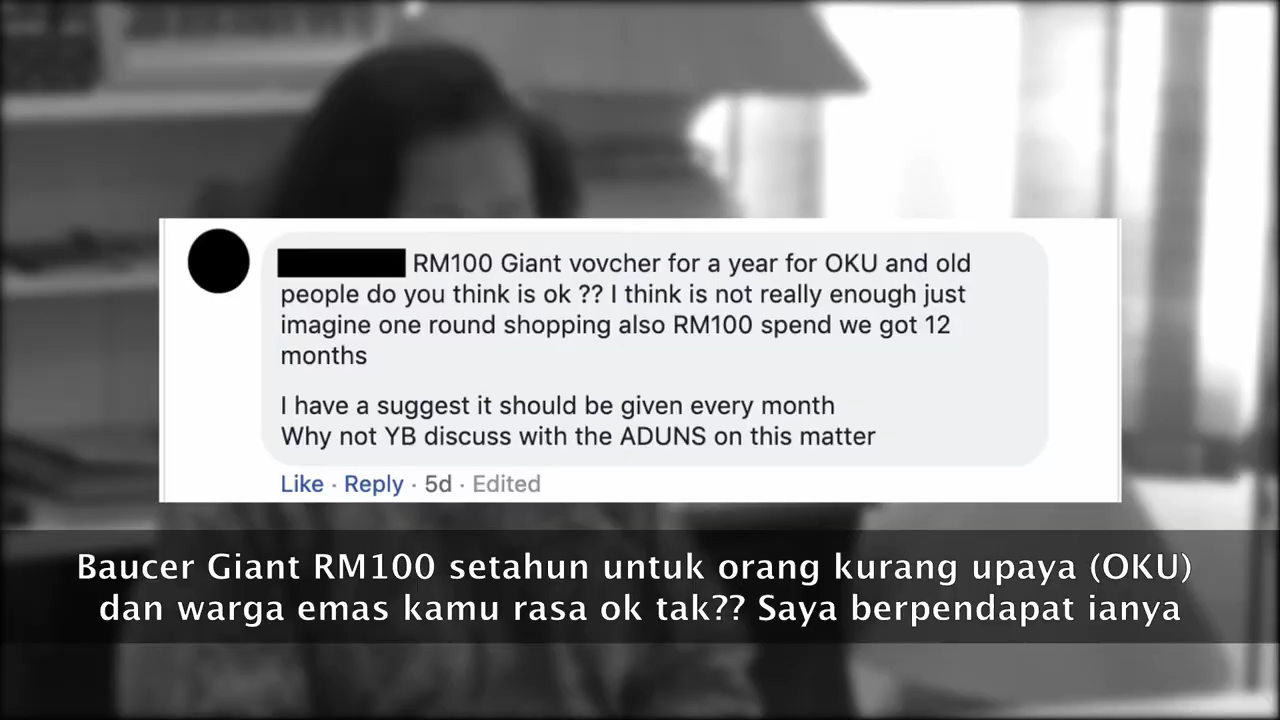 RM100 Giant vovcher for a year for OKU and old
people do you think is ok ?? I think is not really enough just
imagine one round shopping also RM100 spend we got 12
months
I have a suggest it should be given every month
Why not YB discuss with the ADUNS on this matter
Like · Reply · 5d · Edited
Baucer Giant RM100 setahun untuk orang kurang upaya (OKU)
dan warga emas kamu rasa ok tak?? Saya berpendapat ianya